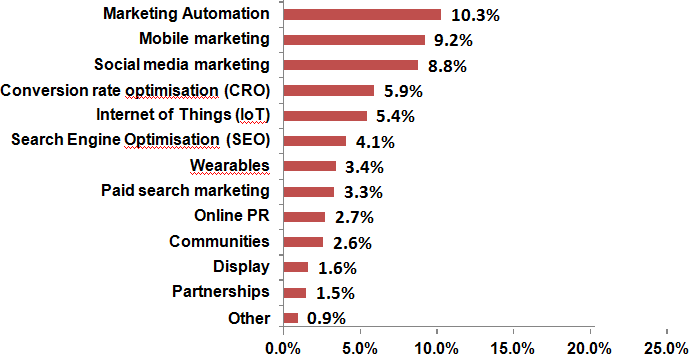 Marketing Automation 10.3%
Mobile marketing 9.2%
Social media marketing 8.8%
Conversion rate optimisation (CRO) 5.9%
Internet of Things (IoT) 5.4%
Search Engine Optimisation (SEO) 4.1%
Wearables 3.4%
Paid search marketing 3.3%
Online PR 2.7%
Communities 2.6%
Display 1.6%
Partnerships 1.5%
Other 0.9%
0.0% 5.0% 10.0% 15.0% 20.0% 25.0%